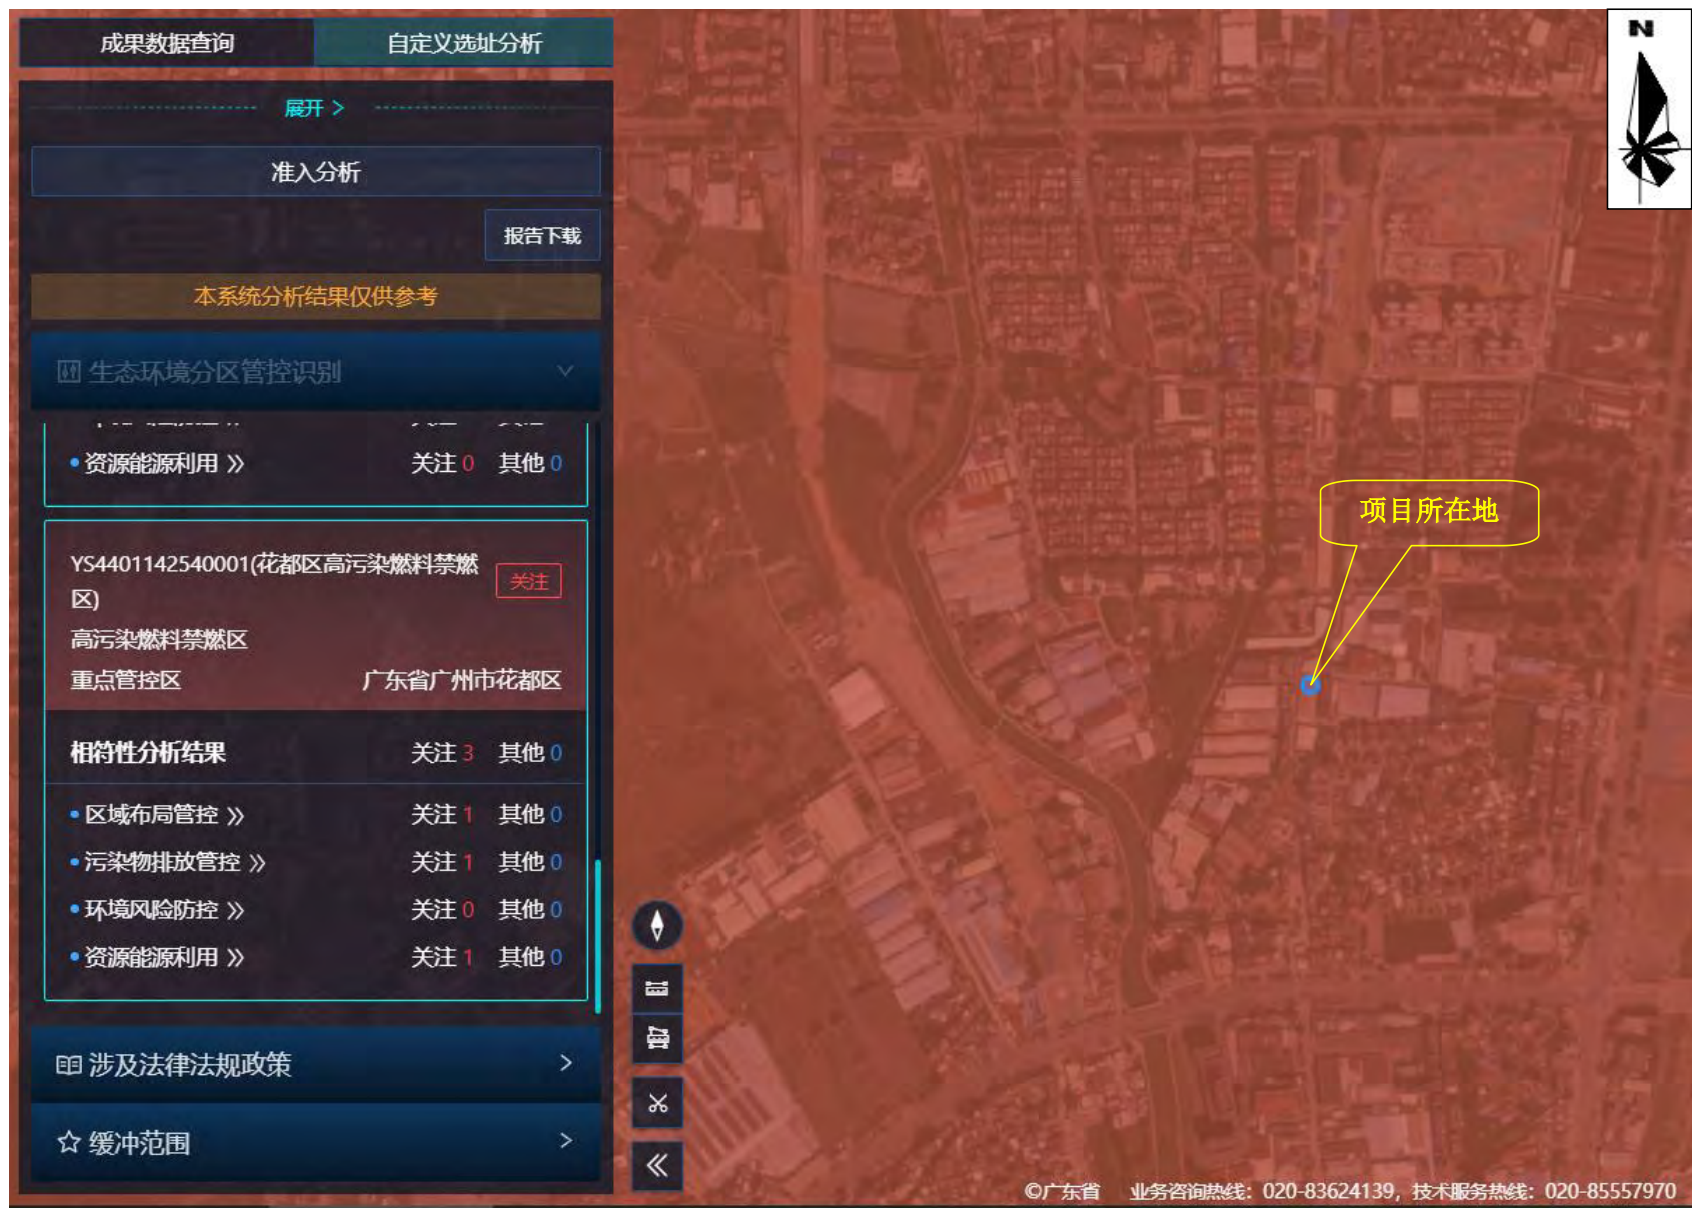 成果数据查询
自定义选址分析
展开 >
准入分析
报告下载
本系统分析结果仅供参考
生态环境分区管控识别
资源能源利用 关注 0 其他 0
YS4401142540001(花都区高污染燃料禁燃
区)
关注
高污染燃料禁燃区
重点管控区 广东省广州市花都区
相符性分析结果 关注 3 其他 0
区域布局管控 关注 1 其他 0
污染物排放管控 关注 1 其他 0
环境风险防控 关注 0 其他 0
资源能源利用 关注 1 其他 0
涉及法律法规政策
缓冲范围
N
项目所在地
©广东省 业务咨询热线：020-83624139，技术服务热线：020-85557970